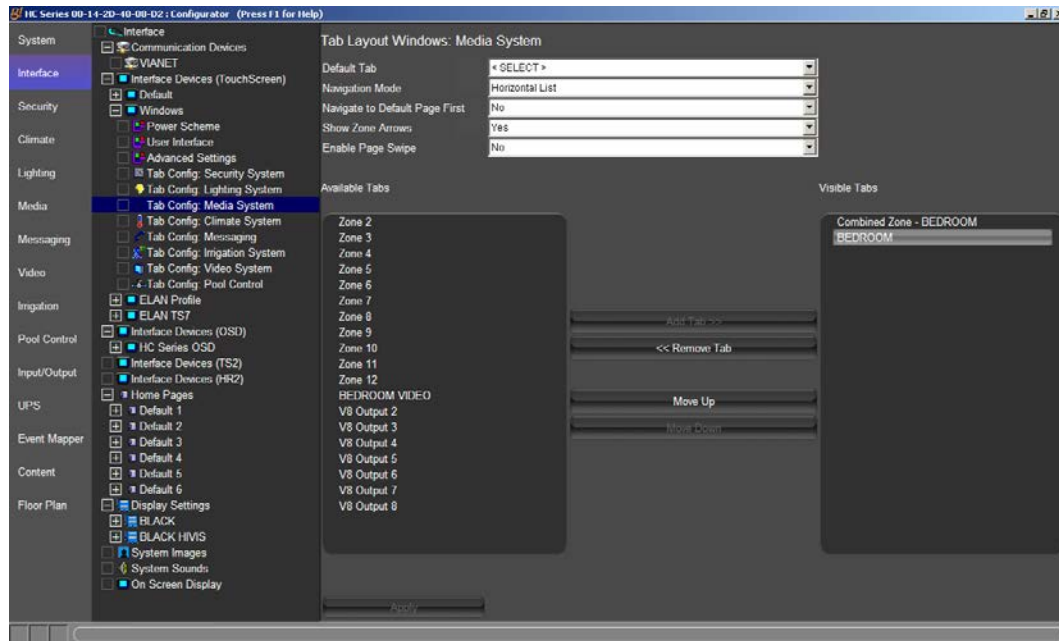 HC Series 00-14-2D-40-08-D2 : Configurator (Press F1 for Help)
System
Interface
Security
Climate
Lighting
Media
Messaging
Video
Irrigation
Pool Control
Input/Output
UPS
Event Mapper
Content
Floor Plan
Interface
Communication Devices
VIANET
Interface Devices (TouchScreen)
Default
Windows
Power Scheme
User Interface
Advanced Settings
Tab Config: Security System
Tab Config: Lighting System
Tab Config: Media System
Tab Config: Climate System
Tab Config: Messaging
Tab Config: Irrigation System
Tab Config: Video System
Tab Config: Pool Control
ELAN Profile
ELAN TS7
Interface Devices (OSD)
HC Series OSD
Interface Devices (TS2)
Interface Devices (HR2)
Home Pages
Default 1
Default 2
Default 3
Default 4
Default 5
Default 6
Display Settings
BLACK
BLACK HIVIS
System Images
System Sounds
On Screen Display
Tab Layout Windows: Media System
Default Tab < SELECT >
Navigation Mode Horizontal List
Navigate to Default Page First No
Show Zone Arrows Yes
Enable Page Swipe No
Available Tabs
Zone 2
Zone 3
Zone 4
Zone 5
Zone 6
Zone 7
Zone 8
Zone 9
Zone 10
Zone 11
Zone 12
BEDROOM VIDEO
V8 Output 2
V8 Output 3
V8 Output 4
V8 Output 5
V8 Output 6
V8 Output 7
V8 Output 8
Add Tab >>
<< Remove Tab
Move Up
Move Down
Visible Tabs
Combined Zone - BEDROOM
BEDROOM
Apply